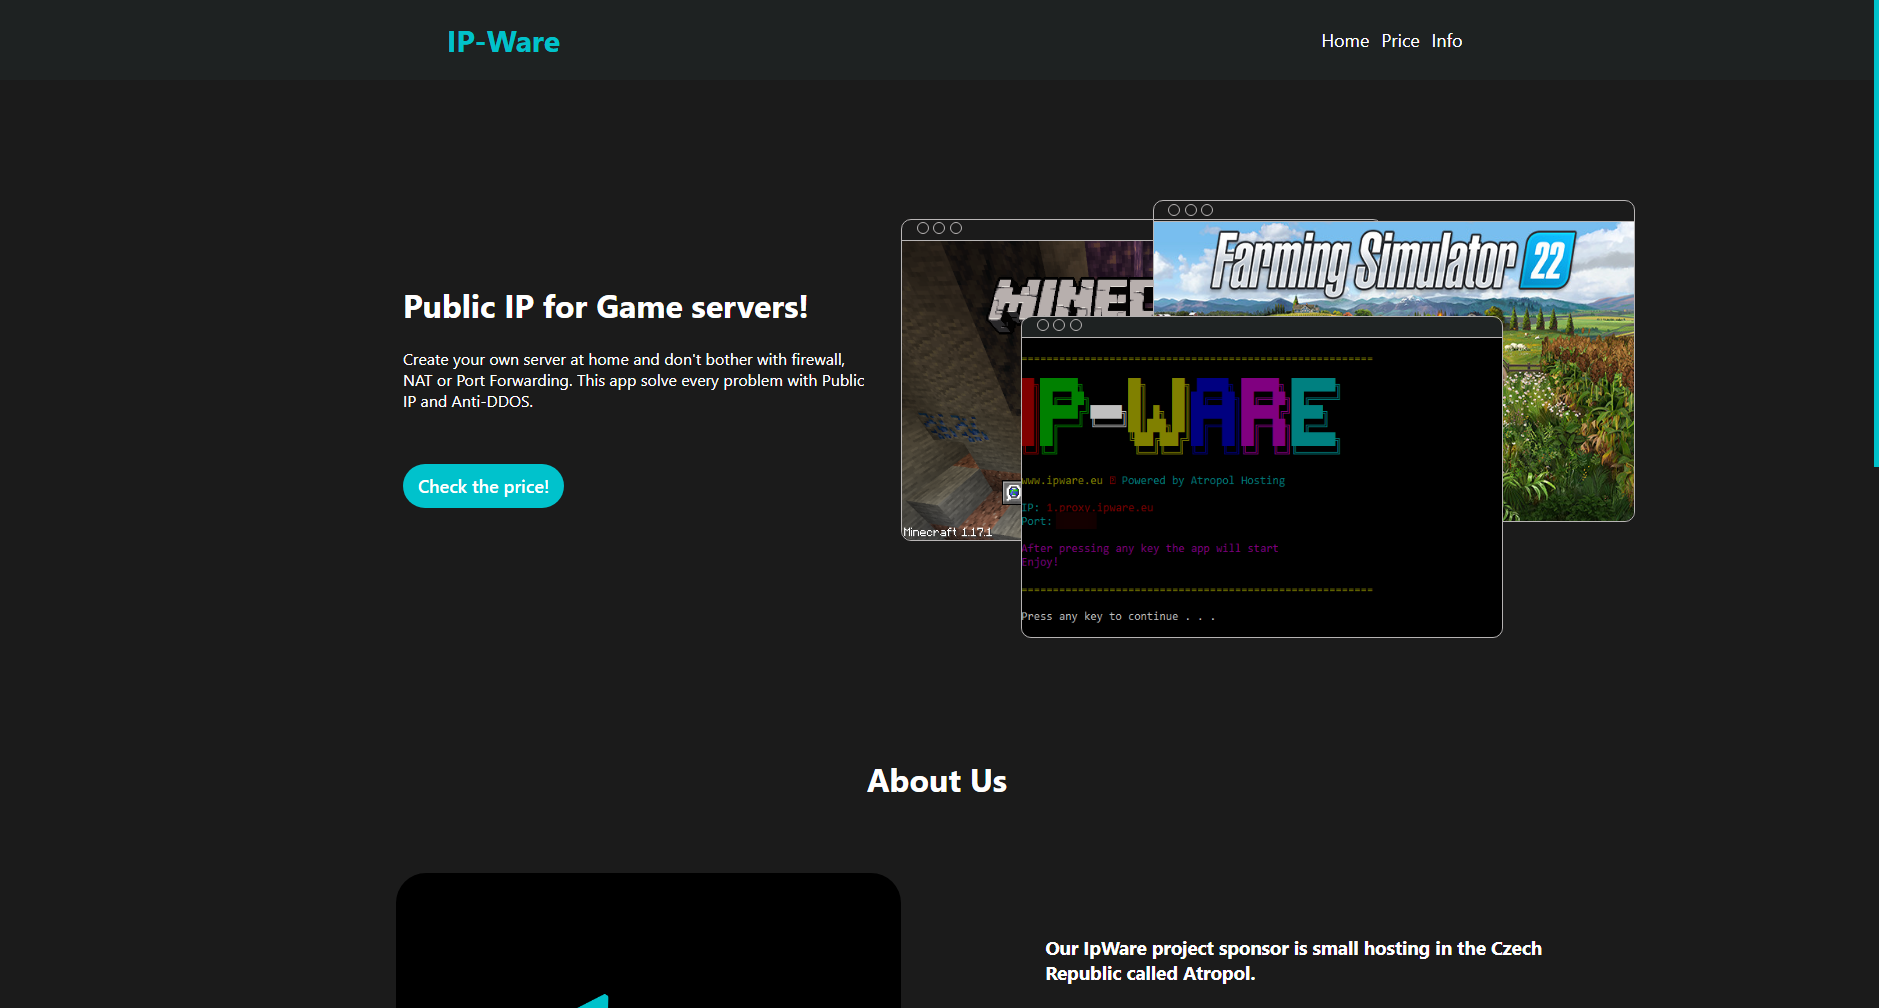 IP-Ware
Home Price Info
Public IP for Game servers!
Create your own server at home and don't bother with firewall,
NAT or Port Forwarding. This app solve every problem with Public
IP and Anti-DDOS.
Check the price!
MINEC
Minecraft 1.17.1
Farming Simulator 22
========================================================
IP-WARE
www.ipware.eu Powered by Atropol Hosting
IP: 1.proxy.ipware.eu
Port:
After pressing any key the app will start
Enjoy!
========================================================
Press any key to continue . . .
About Us
Our IpWare project sponsor is small hosting in the Czech
Republic called Atropol.